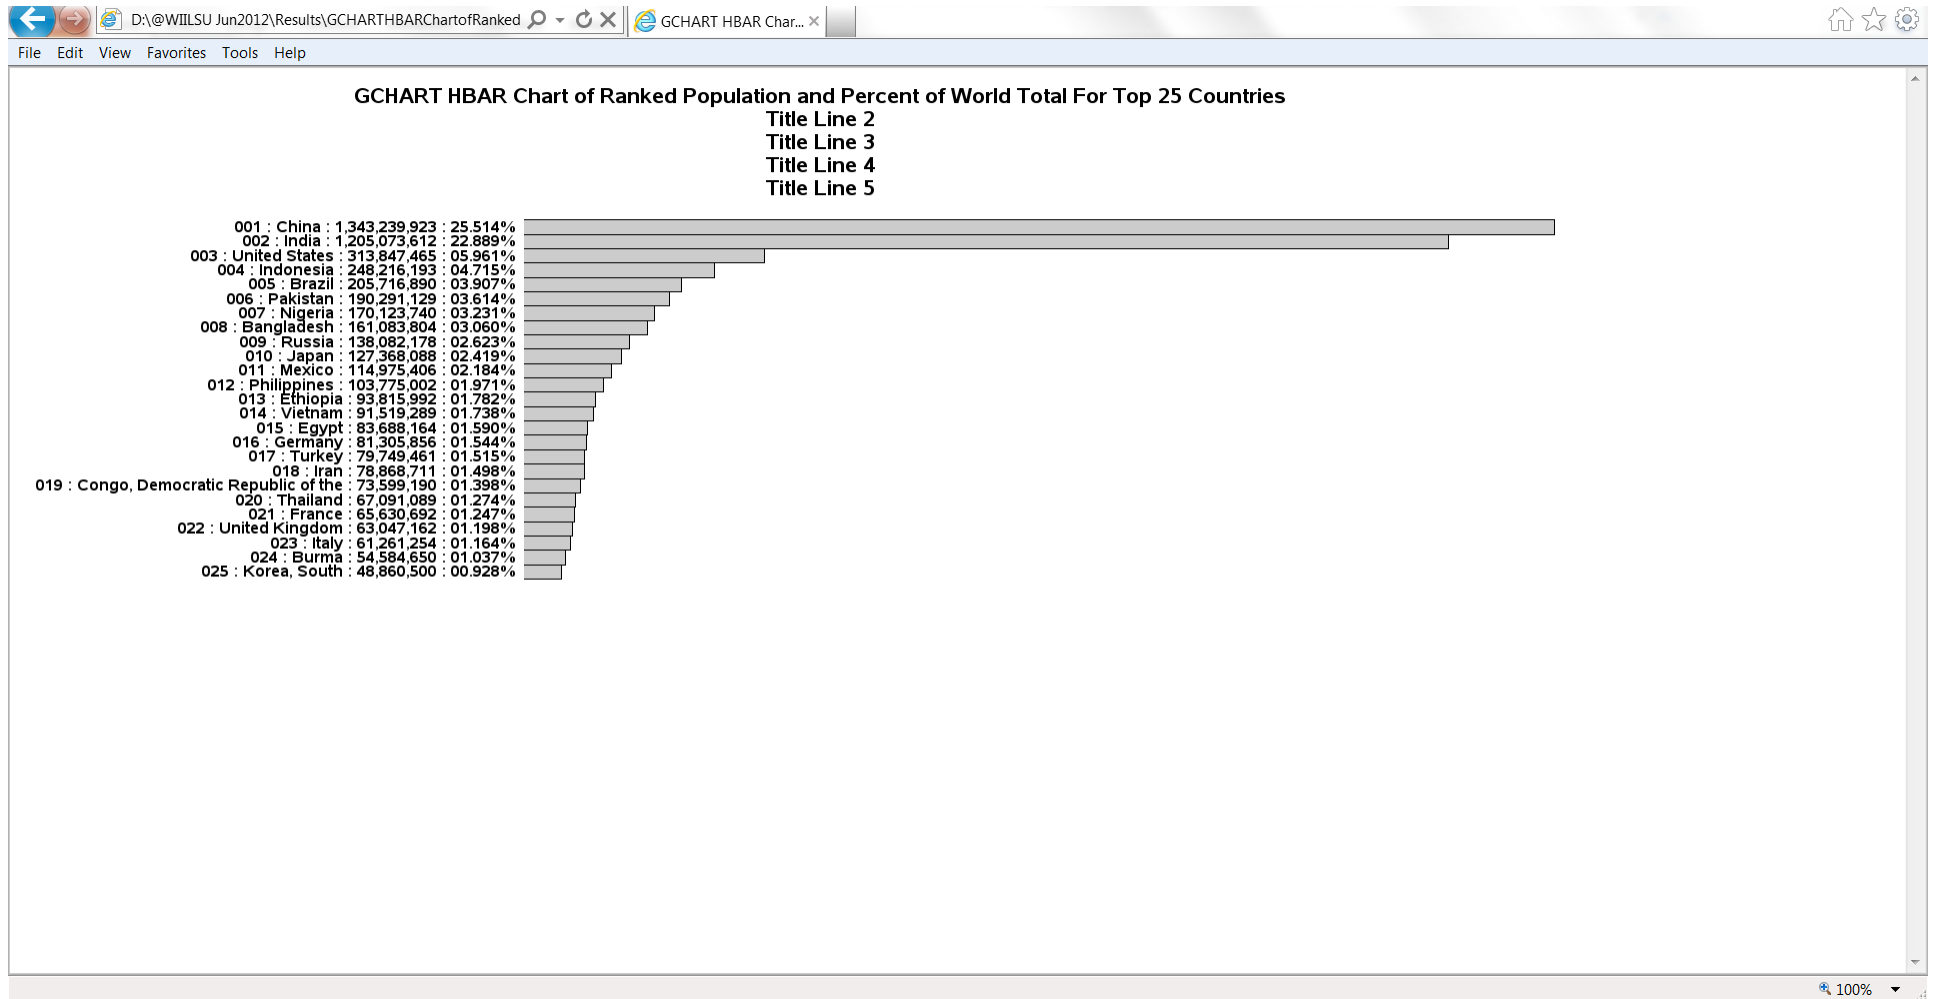 D:\@WIILSU Jun2012\Results\GCHARTHBARChartofRanked
GCHART HBAR Char...
File Edit View Favorites Tools Help
GCHART HBAR Chart of Ranked Population and Percent of World Total For Top 25 Countries
Title Line 2
Title Line 3
Title Line 4
Title Line 5
001 : China : 1,343,239,923 : 25.514%
002 : India : 1,205,073,612 : 22.889%
003 : United States : 313,847,465 : 05.961%
004 : Indonesia : 248,216,193 : 04.715%
005 : Brazil : 205,716,890 : 03.907%
006 : Pakistan : 190,291,129 : 03.614%
007 : Nigeria : 170,123,740 : 03.231%
008 : Bangladesh : 161,083,804 : 03.060%
009 : Russia : 138,082,178 : 02.623%
010 : Japan : 127,368,088 : 02.419%
011 : Mexico : 114,975,406 : 02.184%
012 : Philippines : 103,775,002 : 01.971%
013 : Ethiopia : 93,815,992 : 01.782%
014 : Vietnam : 91,519,289 : 01.738%
015 : Egypt : 83,688,164 : 01.590%
016 : Germany : 81,305,856 : 01.544%
017 : Turkey : 79,749,461 : 01.515%
018 : Iran : 78,868,711 : 01.498%
019 : Congo, Democratic Republic of the : 73,599,190 : 01.398%
020 : Thailand : 67,091,089 : 01.274%
021 : France : 65,630,692 : 01.247%
022 : United Kingdom : 63,047,162 : 01.198%
023 : Italy : 61,261,254 : 01.164%
024 : Burma : 54,584,650 : 01.037%
025 : Korea, South : 48,860,500 : 00.928%
100%